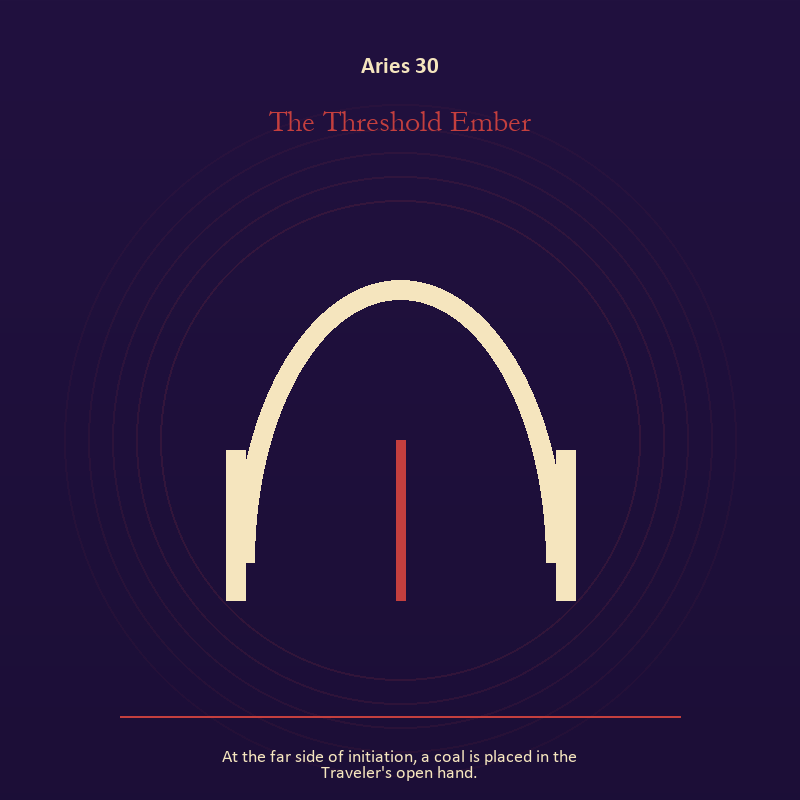 Aries 30
The Threshold Ember
At the far side of initiation, a coal is placed in the
Traveler's open hand.